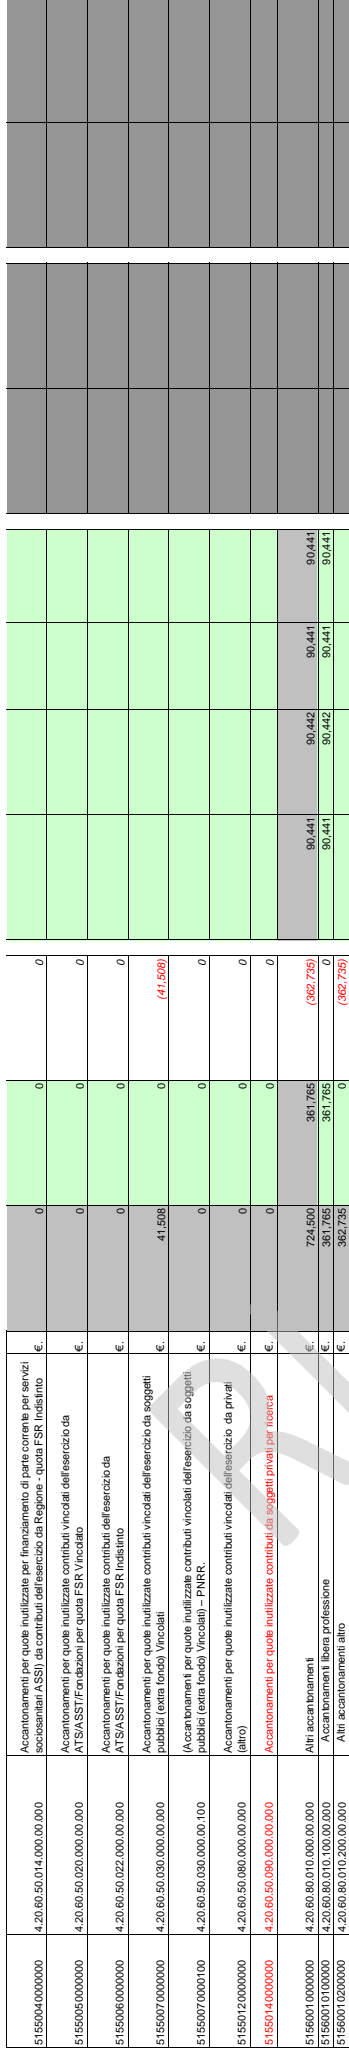 51550040000000 4.20.60.50.014.000.00.000 Accantonamenti per quote inutilizzate per finanziamento di parte corrente per servizi €. 0 0 0
sociosanitari ASSI) da contributi dell'esercizio da Regione - quota FSR Indistinto
51550050000000 4.20.60.50.020.000.00.000 Accantonamenti per quote inutilizzate contributi vincolati dell'esercizio da €. 0 0 0
ATS/ASST/Fondazioni per quota FSR Vincolato
51550060000000 4.20.60.50.022.000.00.000 Accantonamenti per quote inutilizzate contributi dell'esercizio da €. 0 0 0
ATS/ASST/Fondazioni per quota FSR Indistinto
51550070000000 4.20.60.50.030.000.00.000 Accantonamenti per quote inutilizzate contributi vincolati dell'esercizio da soggetti €. 41,508 0 (41,508)
pubblici (extra fondo) Vincolati
51550070000100 4.20.60.50.030.000.00.100 (Accantonamenti per quote inutilizzate contributi vincolati dell'esercizio da soggetti €. 0 0 0
pubblici (extra fondo) Vincolati) – PNRR.
51550120000000 4.20.60.50.080.000.00.000 Accantonamenti per quote inutilizzate contributi vincolati dell'esercizio da privati €. 0 0 0
(altro)
51550140000000 4.20.60.50.090.000.00.000 Accantonamenti per quote inutilizzate contributi da soggetti privati per ricerca €. 0 0 0
51560010000000 4.20.60.80.010.000.00.000 Altri accantonamenti €. 724,500 361,765 (362,735) 90,441 90,442 90,441 90,441
51560010100000 4.20.60.80.010.100.00.000 Accantonamenti libera professione €. 361,765 361,765 0 90,441 90,442 90,441 90,441
51560010200000 4.20.60.80.010.200.00.000 Altri accantonamenti altro €. 362,735 0 (362,735)